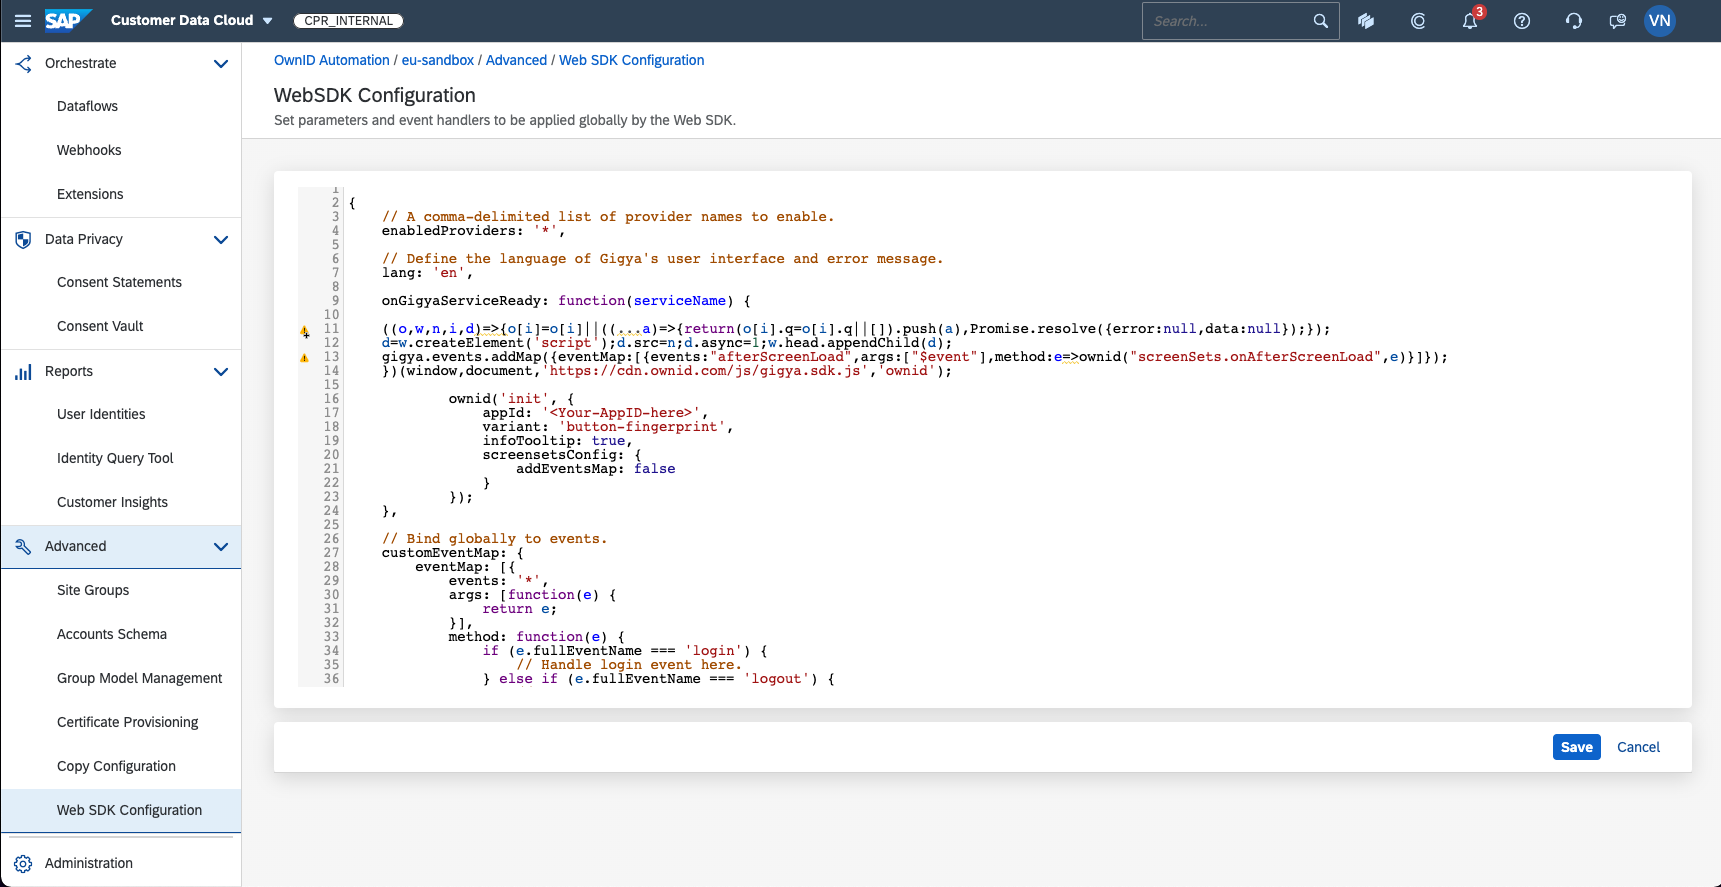 SAP Customer Data Cloud CPR_INTERNAL Search... 3 VN
Orchestrate
Dataflows
Webhooks
Extensions
Data Privacy
Consent Statements
Consent Vault
Reports
User Identities
Identity Query Tool
Customer Insights
Advanced
Site Groups
Accounts Schema
Group Model Management
Certificate Provisioning
Copy Configuration
Web SDK Configuration
Administration
OwnID Automation / eu-sandbox / Advanced / Web SDK Configuration
WebSDK Configuration
Set parameters and event handlers to be applied globally by the Web SDK.
1
2 {
3     // A comma-delimited list of provider names to enable.
4     enabledProviders: '*',
5
6     // Define the language of Gigya's user interface and error message.
7     lang: 'en',
8
9     onGigyaServiceReady: function(serviceName) {
10
11     ((o,w,n,i,d)=>{o[i]=o[i]||((...a)=>{return(o[i].q=o[i].q||[]).push(a),Promise.resolve({error:null,data:null});});
12     d=w.createElement('script');d.src=n;d.async=1;w.head.appendChild(d);
13     gigya.events.addMap({eventMap:[{events:"afterScreenLoad",args:["$event"],method:e=>ownid("screenSets.onAfterScreenLoad",e)}]});
14     })(window,document,'https://cdn.ownid.com/js/gigya.sdk.js','ownid');
15
16             ownid('init', {
17                 appId: '<Your-AppID-here>',
18                 variant: 'button-fingerprint',
19                 infoTooltip: true,
20                 screensetsConfig: {
21                     addEventsMap: false
22                 }
23             });
24     },
25
26     // Bind globally to events.
27     customEventMap: {
28         eventMap: [{
29             events: '*',
30             args: [function(e) {
31                 return e;
32             }],
33             method: function(e) {
34                 if (e.fullEventName === 'login') {
35                     // Handle login event here.
36                 } else if (e.fullEventName === 'logout') {
Save Cancel